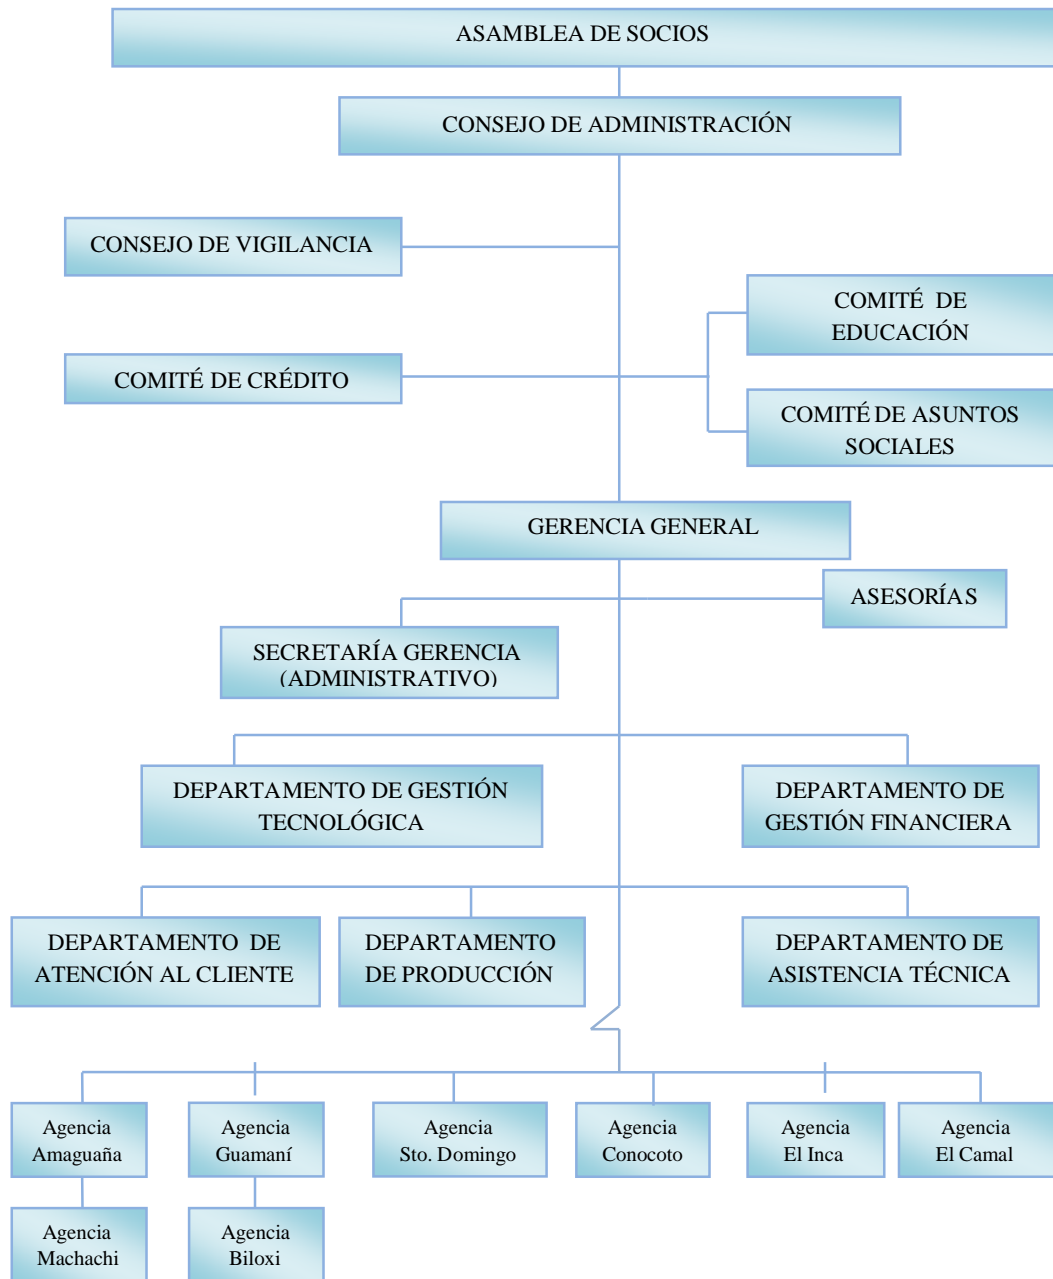 ASAMBLEA DE SOCIOS
CONSEJO DE ADMINISTRACIÓN
CONSEJO DE VIGILANCIA
COMITÉ DE
EDUCACIÓN
COMITÉ DE CRÉDITO
COMITÉ DE ASUNTOS
SOCIALES
GERENCIA GENERAL
ASESORÍAS
SECRETARÍA GERENCIA
(ADMINISTRATIVO)
DEPARTAMENTO DE GESTIÓN
TECNOLÓGICA
DEPARTAMENTO DE
GESTIÓN FINANCIERA
DEPARTAMENTO DE
ATENCIÓN AL CLIENTE
DEPARTAMENTO
DE PRODUCCIÓN
DEPARTAMENTO DE
ASISTENCIA TÉCNICA
Agencia
Amaguaña
Agencia
Guamaní
Agencia
Sto. Domingo
Agencia
Conocoto
Agencia
El Inca
Agencia
El Camal
Agencia
Machachi
Agencia
Biloxi